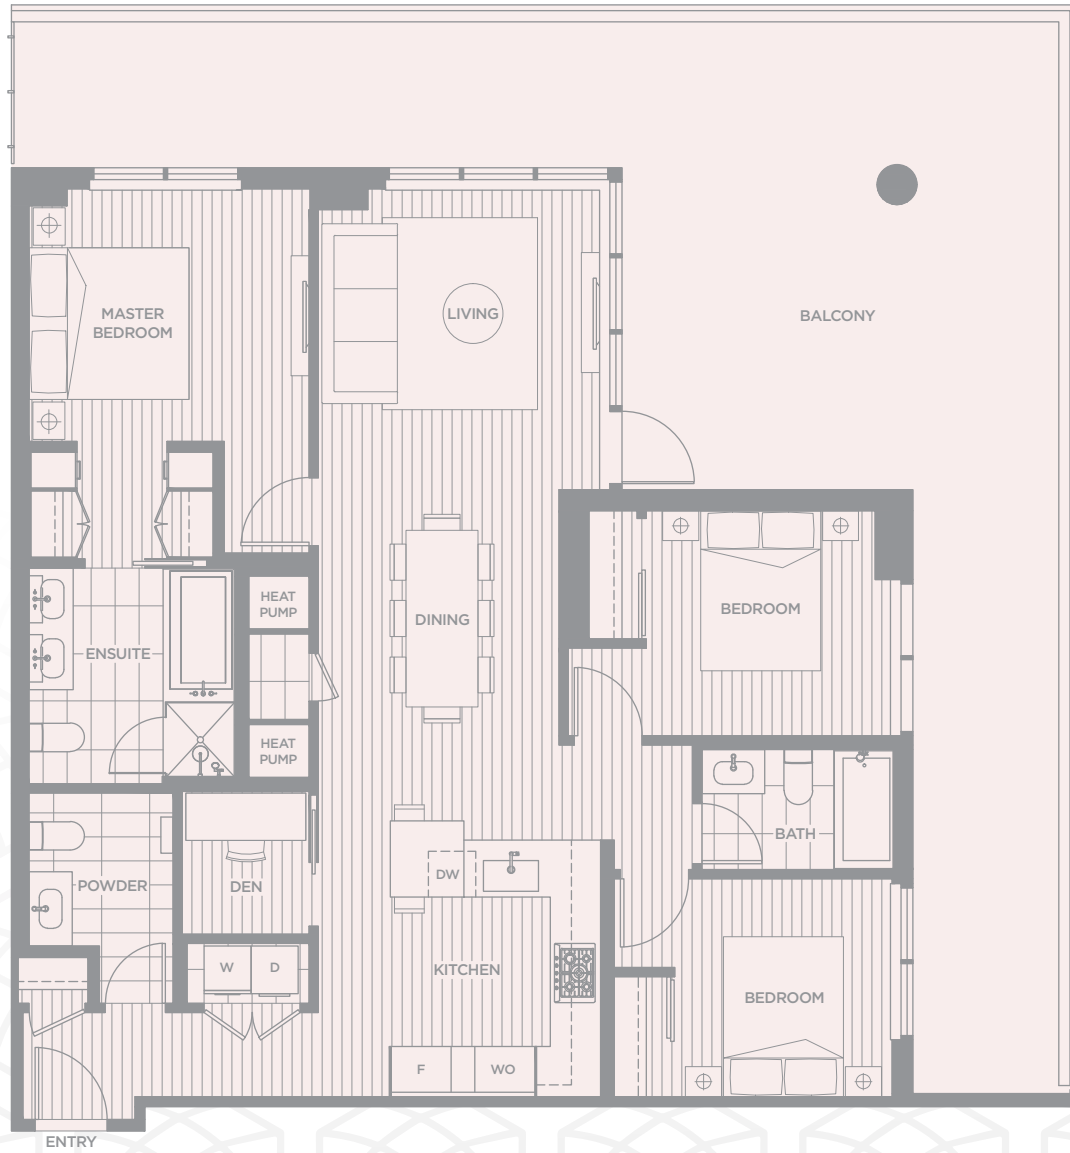 MASTER
BEDROOM
LIVING
BALCONY
HEAT
PUMP
DINING
BEDROOM
ENSUITE
HEAT
PUMP
BATH
DW
POWDER
DEN
W
D
KITCHEN
BEDROOM
F
WO
ENTRY